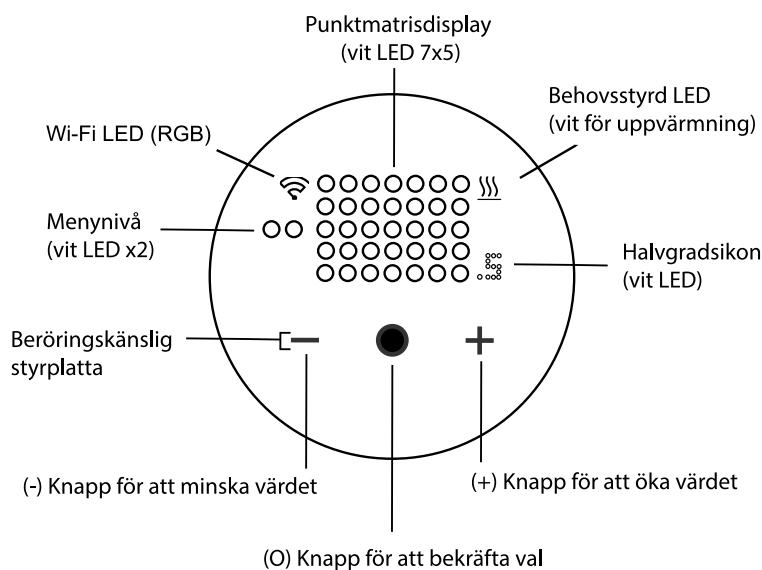 Punktmatrisdisplay
(vit LED 7x5)
Behovsstyrd LED
(vit för uppvärmning)
Wi-Fi LED (RGB)
Menynivå
(vit LED x2)
Halvgradsikon
(vit LED)
Beröringskänslig
styrplatta
(-) Knapp för att minska värdet
(+) Knapp för att öka värdet
(O) Knapp för att bekräfta val